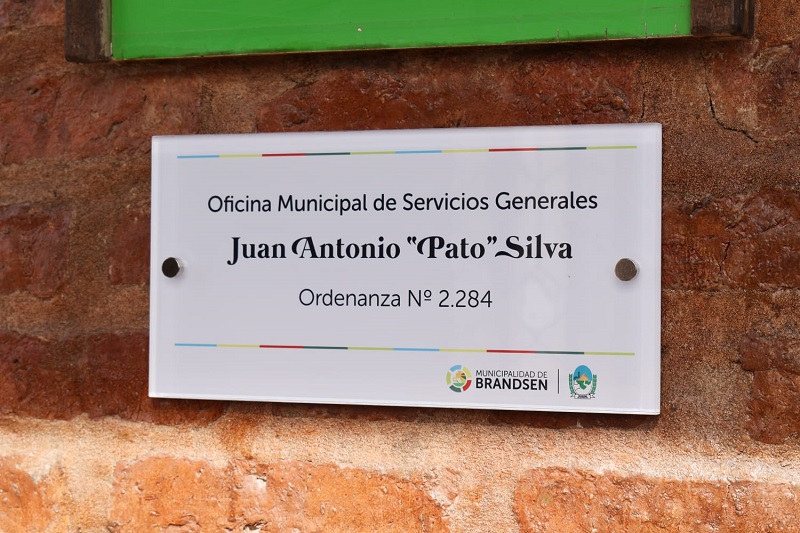 Oficina Municipal de Servicios Generales
Juan Antonio "Pato" Silva
Ordenanza Nº 2.284
MUNICIPALIDAD DE
BRANDSEN